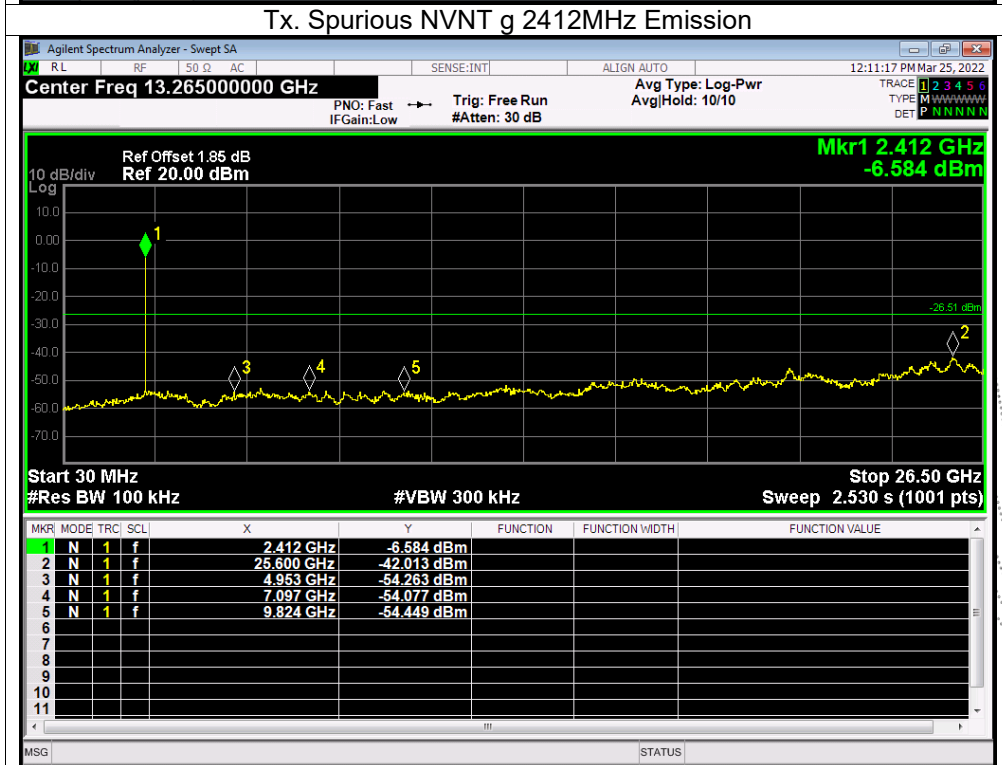 Tx. Spurious NVNT g 2412MHz Emission
Agilent Spectrum Analyzer - Swept SA
LXI RL RF 50 Ω AC SENSE:INT ALIGN AUTO 12:11:17 PM Mar 25, 2022
Center Freq 13.265000000 GHz Avg Type: Log-Pwr TRACE 1 2 3 4 5 6
PNO: Fast Trig: Free Run Avg|Hold: 10/10 TYPE M WWWWW
IFGain:Low #Atten: 30 dB DET P N N N N N
Mkr1 2.412 GHz
-6.584 dBm
Ref Offset 1.85 dB
10 dB/div Ref 20.00 dBm
Log
10.0
0.00
-10.0
-20.0
-30.0
-40.0
-50.0
-60.0
-70.0
1
-26.51 dBm
2
3
4
5
Start 30 MHz Stop 26.50 GHz
#Res BW 100 kHz #VBW 300 kHz Sweep 2.530 s (1001 pts)
MKR MODE TRC SCL X Y FUNCTION FUNCTION WIDTH FUNCTION VALUE
1 N 1 f 2.412 GHz -6.584 dBm
2 N 1 f 25.600 GHz -42.013 dBm
3 N 1 f 4.953 GHz -54.263 dBm
4 N 1 f 7.097 GHz -54.077 dBm
5 N 1 f 9.824 GHz -54.449 dBm
6
7
8
9
10
11
MSG STATUS